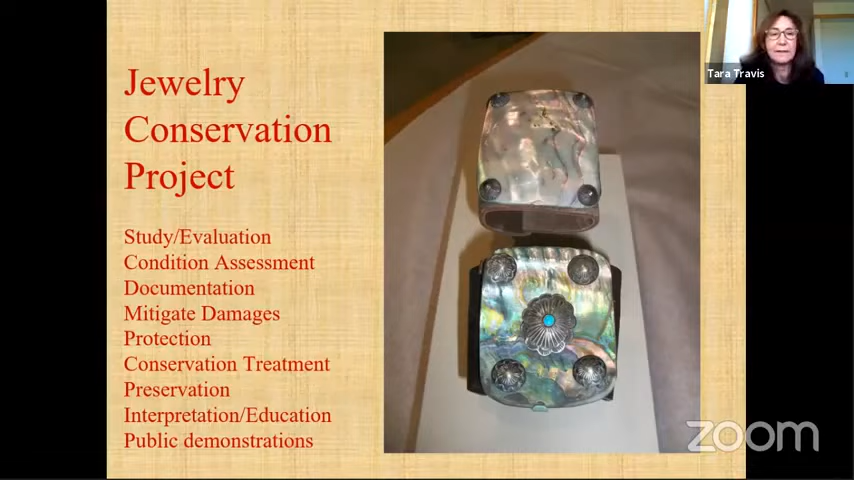 Jewelry
Conservation
Project
Study/Evaluation
Condition Assessment
Documentation
Mitigate Damages
Protection
Conservation Treatment
Preservation
Interpretation/Education
Public demonstrations
Tara Travis
zoom